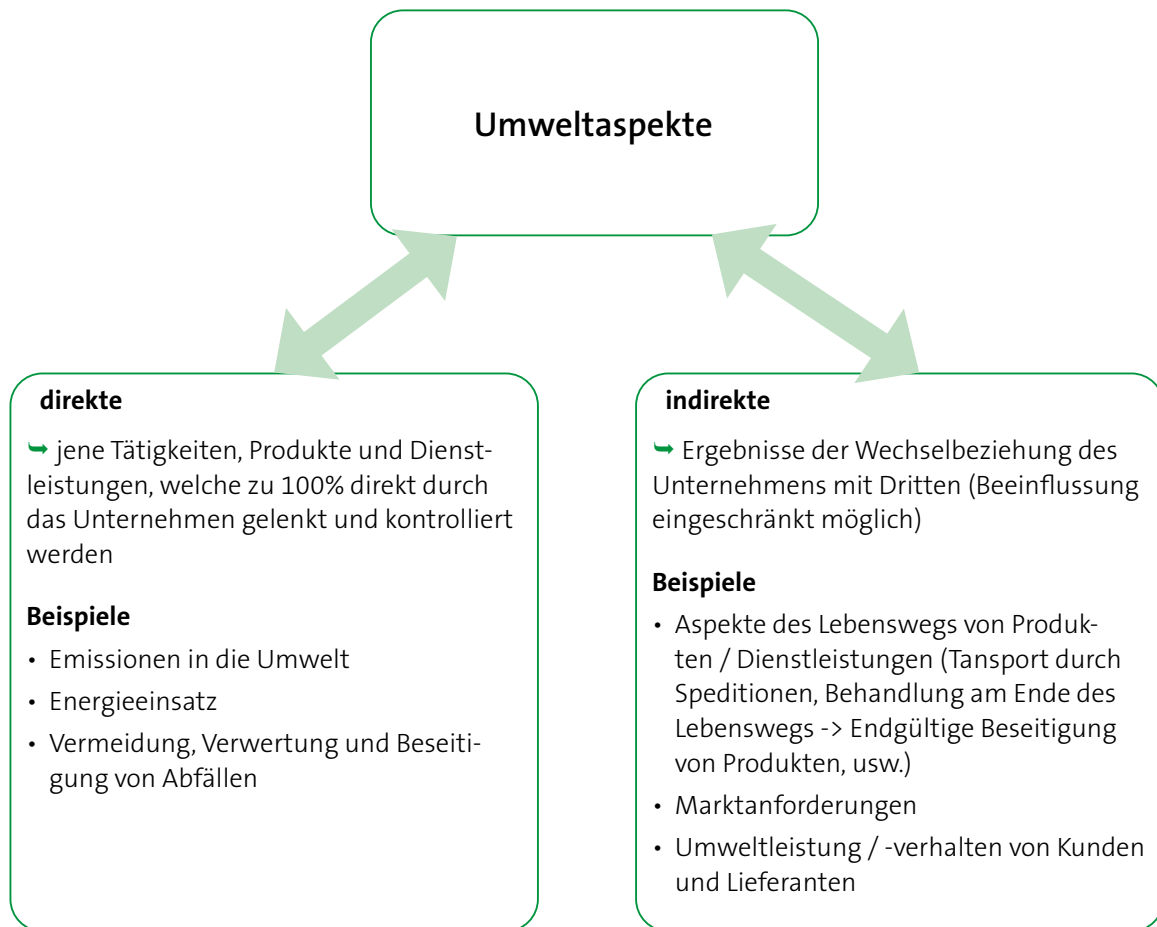 Umweltaspekte
direkte
➥ jene Tätigkeiten, Produkte und Dienst-
leistungen, welche zu 100% direkt durch
das Unternehmen gelenkt und kontrolliert
werden
Beispiele
• Emissionen in die Umwelt
• Energieeinsatz
• Vermeidung, Verwertung und Beseiti-
gung von Abfällen
indirekte
➥ Ergebnisse der Wechselbeziehung des
Unternehmens mit Dritten (Beeinflussung
eingeschränkt möglich)
Beispiele
• Aspekte des Lebenswegs von Produk-
ten / Dienstleistungen (Tansport durch
Speditionen, Behandlung am Ende des
Lebenswegs -> Endgültige Beseitigung
von Produkten, usw.)
• Marktanforderungen
• Umweltleistung / -verhalten von Kunden
und Lieferanten